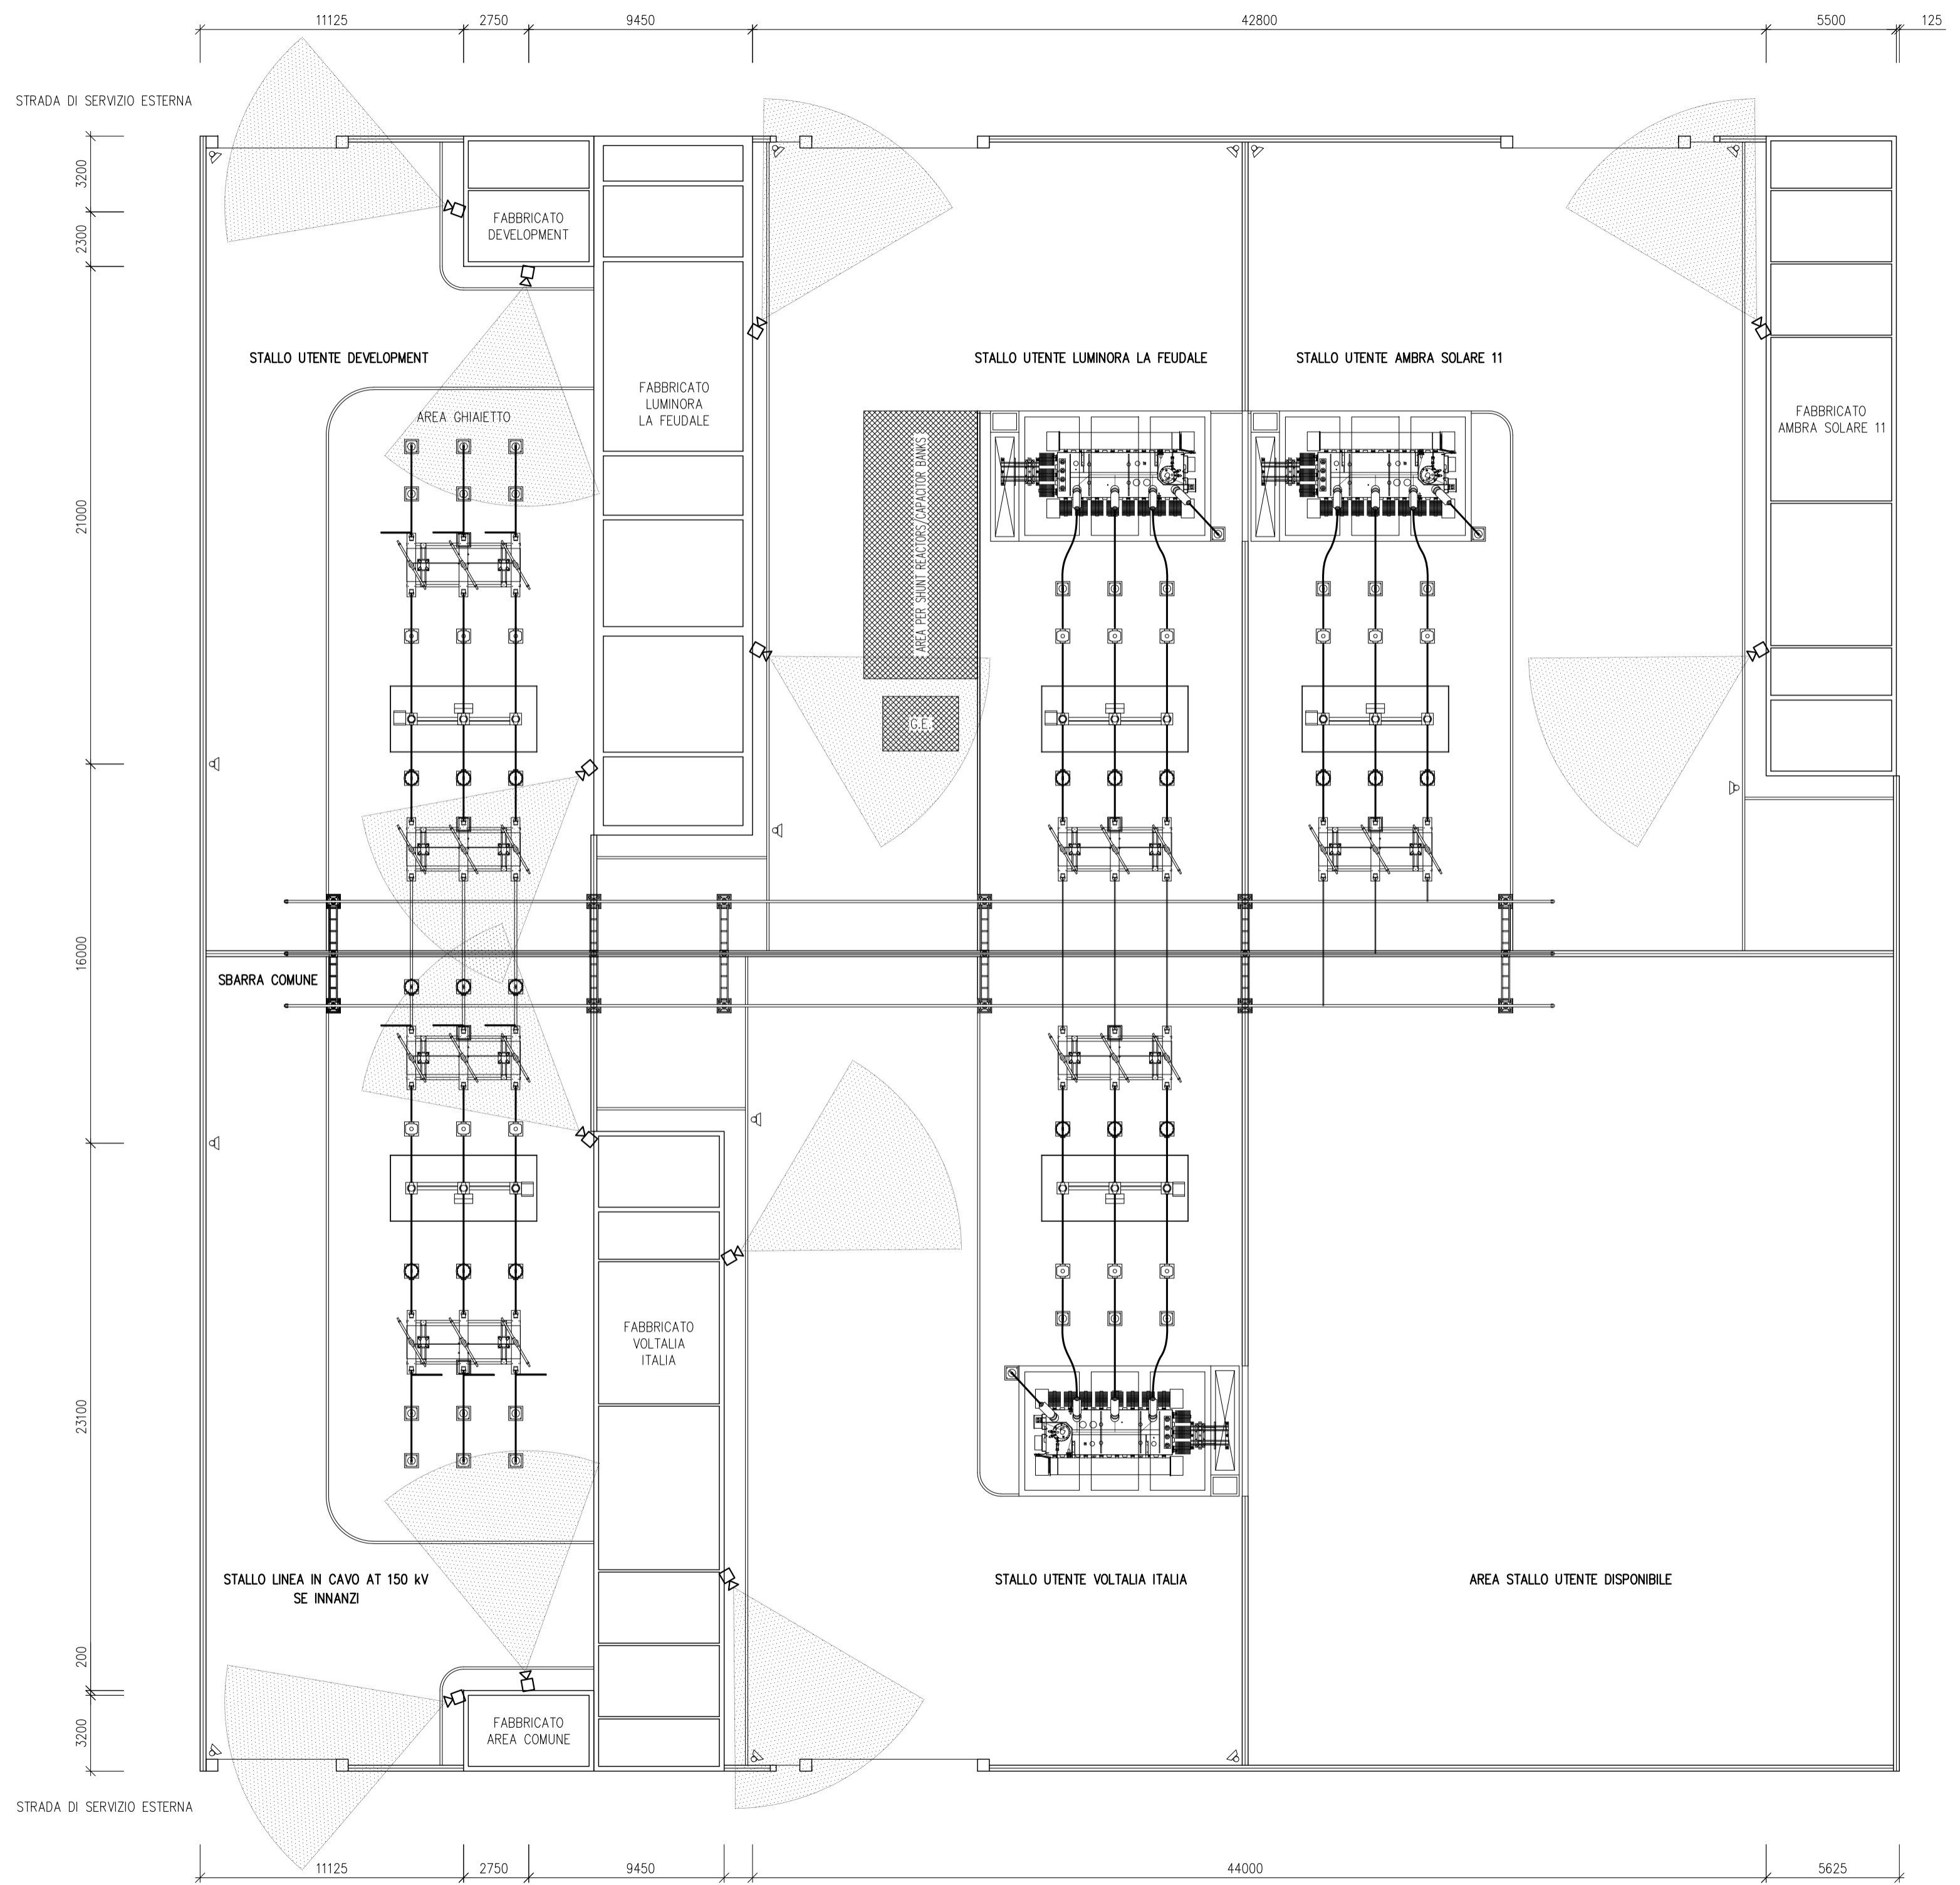 11125 2750 9450 42800 5500 125
STRADA DI SERVIZIO ESTERNA
3200
2300
21000
16000
23100
200
3200
FABBRICATO
DEVELOPMENT
STALLO UTENTE DEVELOPMENT
STALLO UTENTE LUMINORA LA FEUDALE
STALLO UTENTE AMBRA SOLARE 11
FABBRICATO
LUMINORA
LA FEUDALE
AREA GHIAIETTO
FABBRICATO
AMBRA SOLARE 11
AREA PER SHUNT REACTORS/CAPACITOR BANKS
G.E.
SBARRA COMUNE
FABBRICATO
VOLTALIA
ITALIA
STALLO LINEA IN CAVO AT 150 kV
SE INNANZI
STALLO UTENTE VOLTALIA ITALIA
AREA STALLO UTENTE DISPONIBILE
FABBRICATO
AREA COMUNE
STRADA DI SERVIZIO ESTERNA
11125 2750 9450 44000 5625